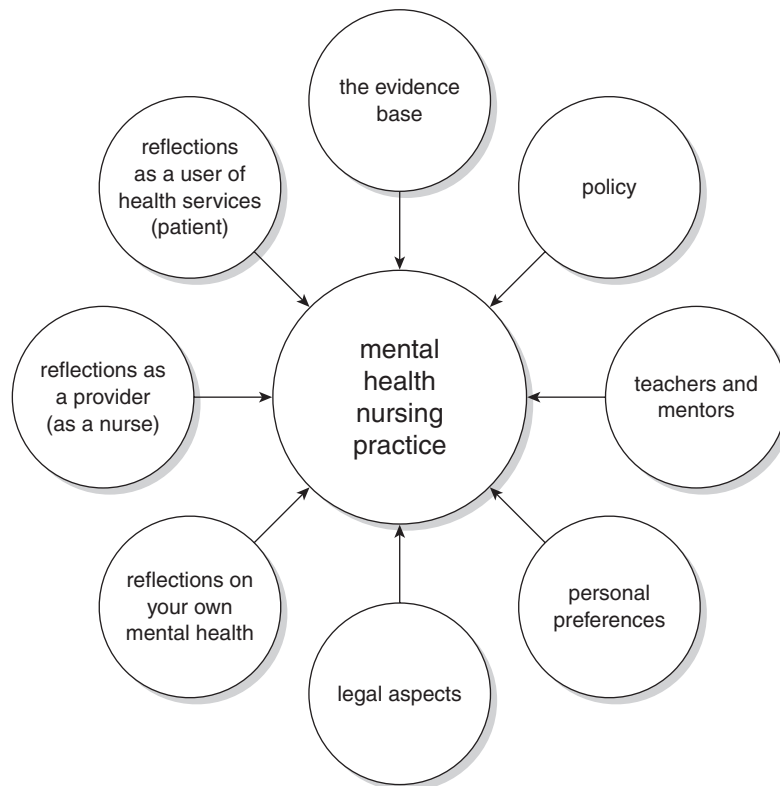 the evidence
base
policy
teachers and
mentors
personal
preferences
legal aspects
reflections on
your own
mental health
reflections as
a provider
(as a nurse)
reflections
as a user of
health services
(patient)
mental
health
nursing
practice